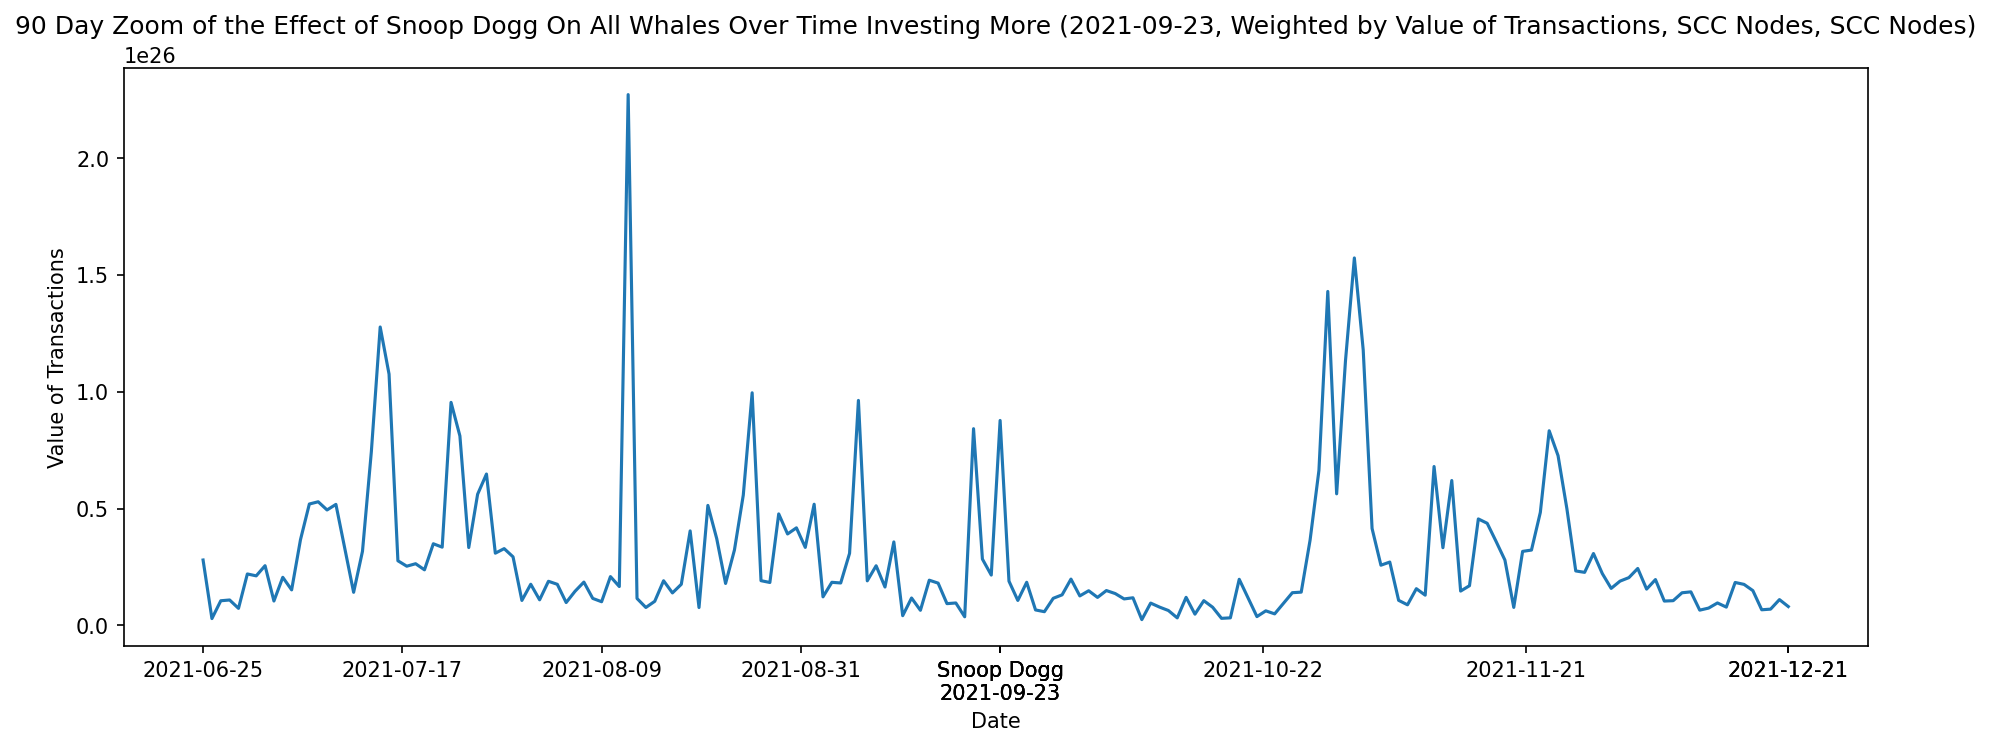 90 Day Zoom of the Effect of Snoop Dogg On All Whales Over Time Investing More (2021-09-23, Weighted by Value of Transactions, SCC Nodes, SCC Nodes)
1e26
2.0
1.5
1.0
0.5
0.0
Value of Transactions
2021-06-25 2021-07-17 2021-08-09 2021-08-31 Snoop Dogg 2021-10-22 2021-11-21 2021-12-21
2021-09-23
Date